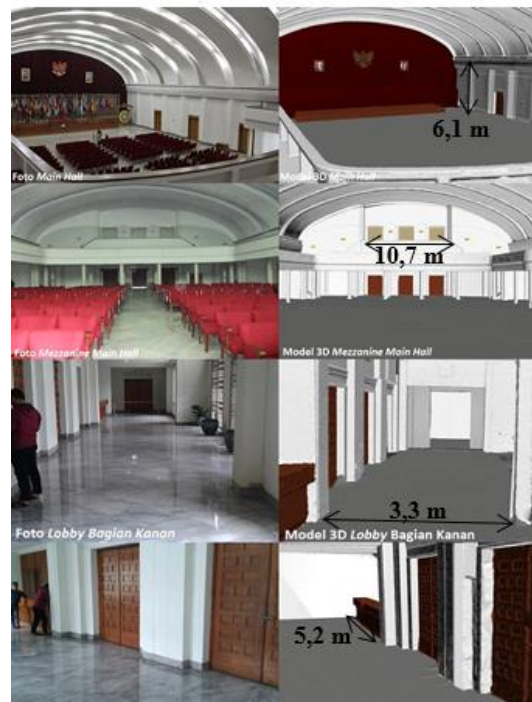 6,1 m
Foto Main Hall
Model 3D Main Hall
10,7 m
Foto Mezzanine Main Hall
Model 3D Mezzanine Main Hall
3,3 m
Foto Lobby Bagian Kanan
Model 3D Lobby Bagian Kanan
5,2 m